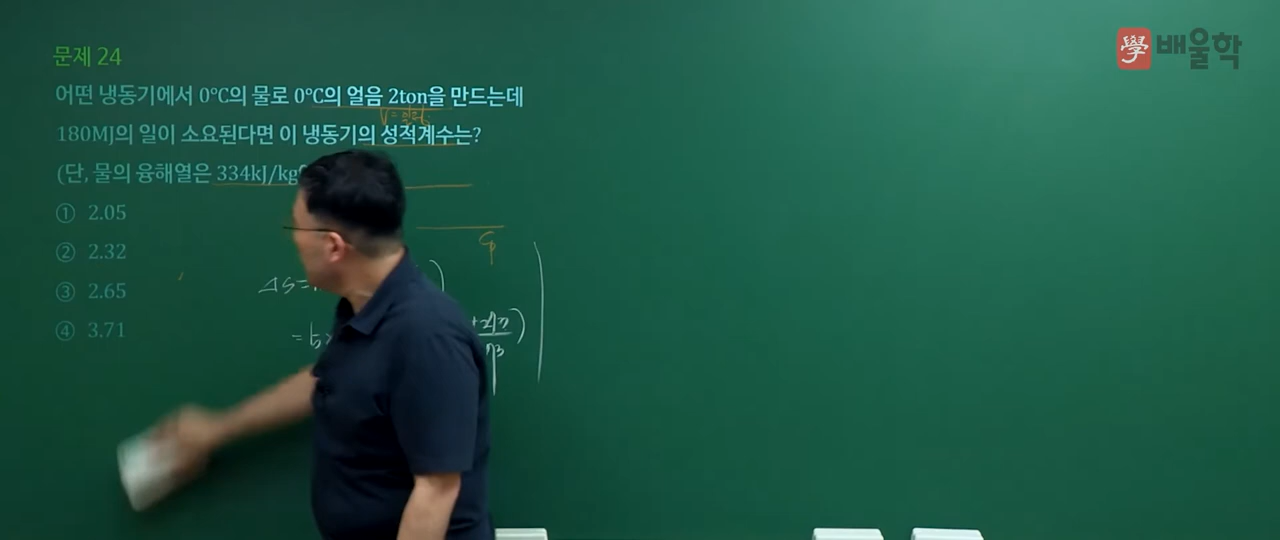 學 배울학
문제 24
어떤 냉동기에서 0℃의 물로 0℃의 얼음 2ton을 만드는데
180MJ의 일이 소요된다면 이 냉동기의 성적계수는?
(단, 물의 융해열은 334kJ/kg
① 2.05
② 2.32
③ 2.65
④ 3.71
ΔS=